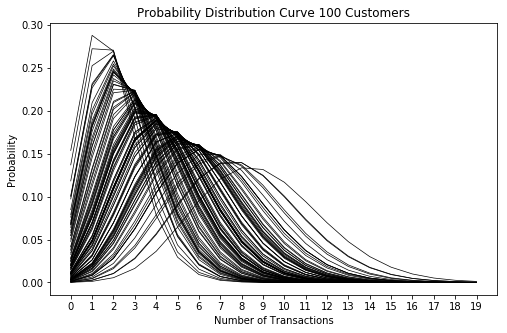 Probability Distribution Curve 100 Customers
0.30
0.25
0.20
0.15
0.10
0.05
0.00
Probability
0 1 2 3 4 5 6 7 8 9 10 11 12 13 14 15 16 17 18 19
Number of Transactions